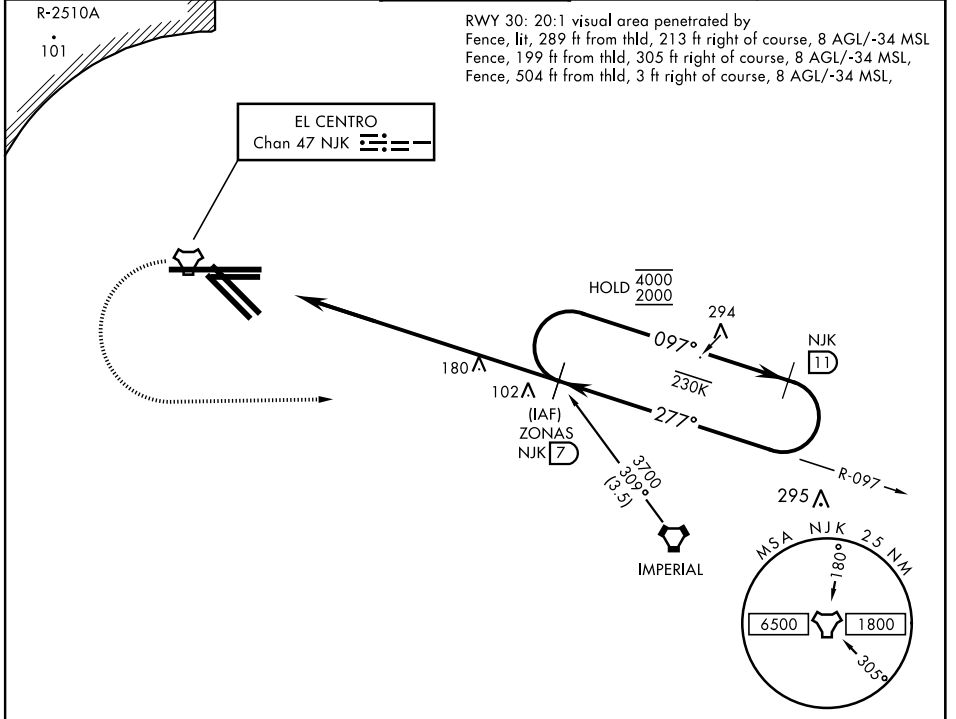 R-2510A
101
RWY 30: 20:1 visual area penetrated by
Fence, lit, 289 ft from thld, 213 ft right of course, 8 AGL/-34 MSL
Fence, 199 ft from thld, 305 ft right of course, 8 AGL/-34 MSL,
Fence, 504 ft from thld, 3 ft right of course, 8 AGL/-34 MSL,
EL CENTRO
Chan 47 NJK
HOLD 4000
2000
294
097°
NJK
11
180
102
230K
277°
(IAF)
ZONAS
NJK 7
3700
309°
(3.5)
R-097
295
IMPERIAL
MSA NJK 25 NM
180°
6500
1800
305°